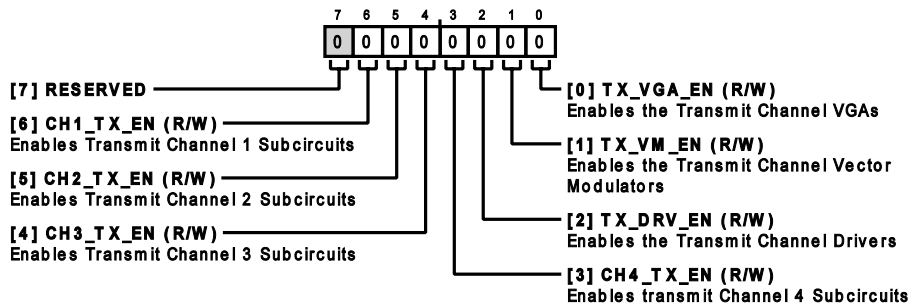 7 6 5 4 3 2 1 0
0 0 0 0 0 0 0 0
[7] RESERVED
[6] CH1_TX_EN (R/W)
Enables Transmit Channel 1 Subcircuits
[5] CH2_TX_EN (R/W)
Enables Transmit Channel 2 Subcircuits
[4] CH3_TX_EN (R/W)
Enables Transmit Channel 3 Subcircuits
[0] TX_VGA_EN (R/W)
Enables the Transmit Channel VGAs
[1] TX_VM_EN (R/W)
Enables the Transmit Channel Vector
Modulators
[2] TX_DRV_EN (R/W)
Enables the Transmit Channel Drivers
[3] CH4_TX_EN (R/W)
Enables transmit Channel 4 Subcircuits